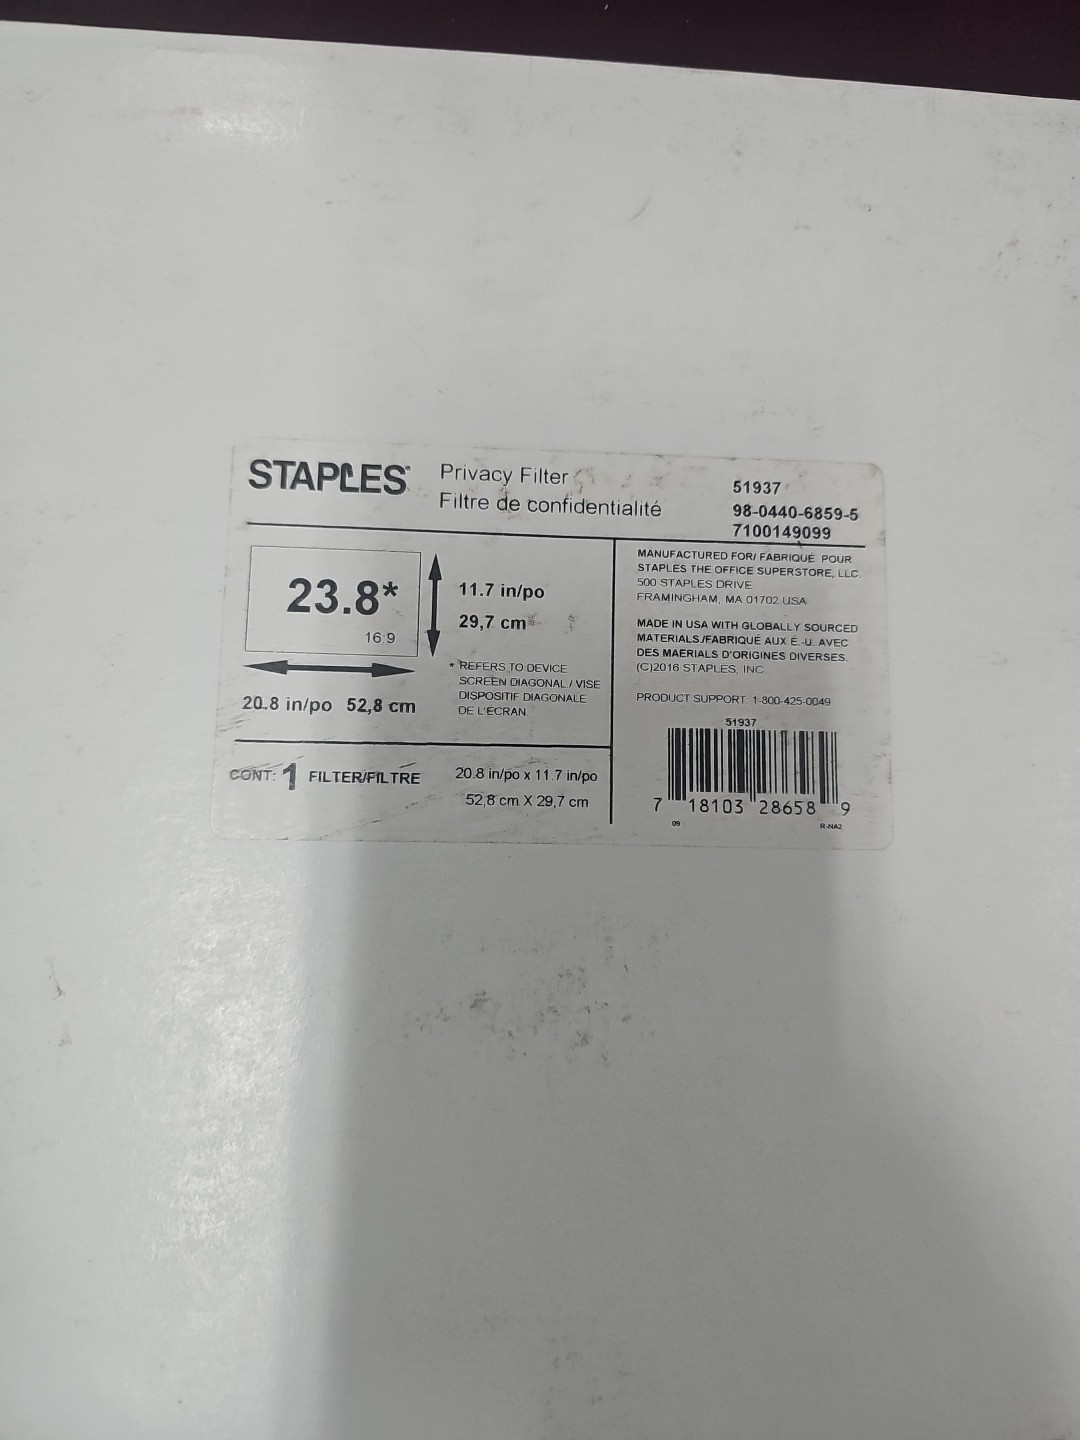 STAPLES
Privacy Filter
Filtre de confidentialité
51937
98-0440-6859-5
7100149099
23.8*
16:9
11.7 in/po
29,7 cm
20.8 in/po 52,8 cm
* REFERS TO DEVICE
SCREEN DIAGONAL / VISE
DISPOSITIF DIAGONALE
DE L'ÉCRAN.
CONT: 1 FILTER/FILTRE
20.8 in/po x 11.7 in/po
52,8 cm X 29,7 cm
MANUFACTURED FOR/ FABRIQUÉ POUR
STAPLES THE OFFICE SUPERSTORE, LLC.
500 STAPLES DRIVE
FRAMINGHAM, MA 01702 USA
MADE IN USA WITH GLOBALLY SOURCED
MATERIALS./FABRIQUÉ AUX É.-U. AVEC
DES MAERIALS D'ORIGINES DIVERSES.
(C)2016 STAPLES, INC.
PRODUCT SUPPORT: 1-800-425-0049
51937
7 18103 28658 9
09 R-NA2